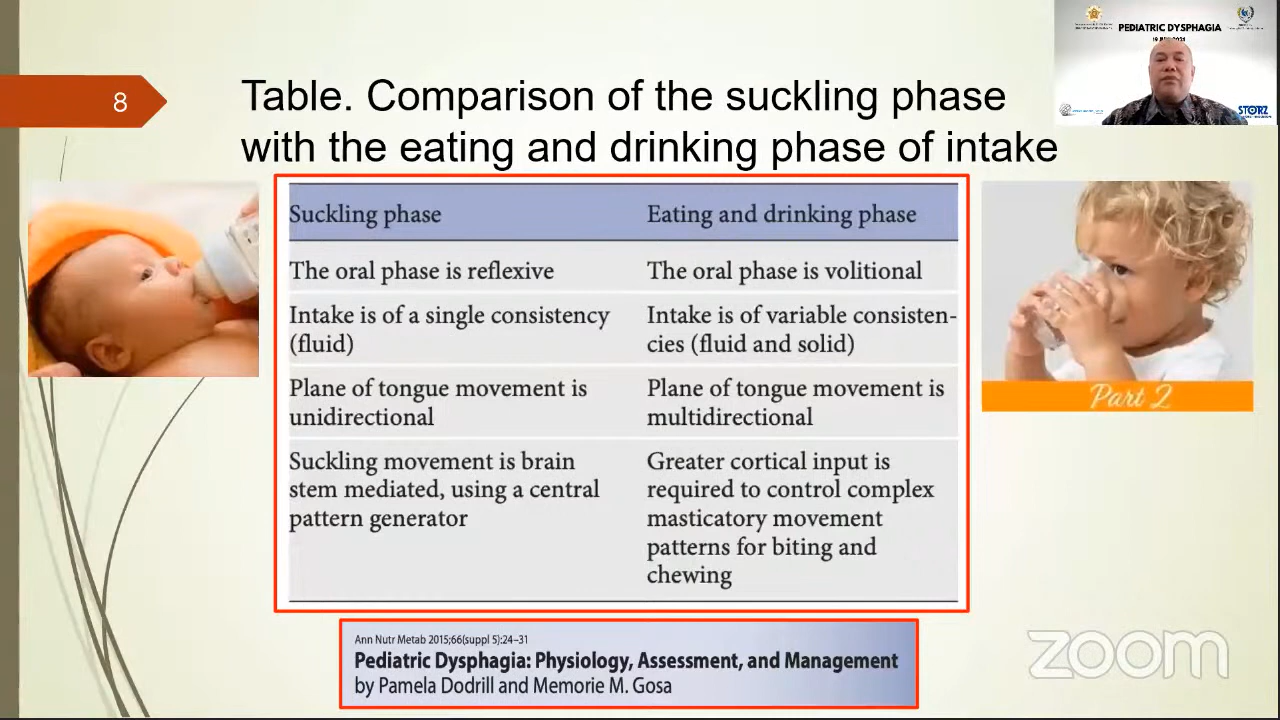 8
Table. Comparison of the suckling phase
with the eating and drinking phase of intake
PEDIATRIC DYSPHAGIA
STORZ
Suckling phase
Eating and drinking phase
The oral phase is reflexive
The oral phase is volitional
Intake is of a single consistency
(fluid)
Intake is of variable consisten-
cies (fluid and solid)
Plane of tongue movement is
unidirectional
Plane of tongue movement is
multidirectional
Suckling movement is brain
stem mediated, using a central
pattern generator
Greater cortical input is
required to control complex
masticatory movement
patterns for biting and
chewing
Part 2
Ann Nutr Metab 2015;66(suppl 5):24–31
Pediatric Dysphagia: Physiology, Assessment, and Management
by Pamela Dodrill and Memorie M. Gosa
zoom